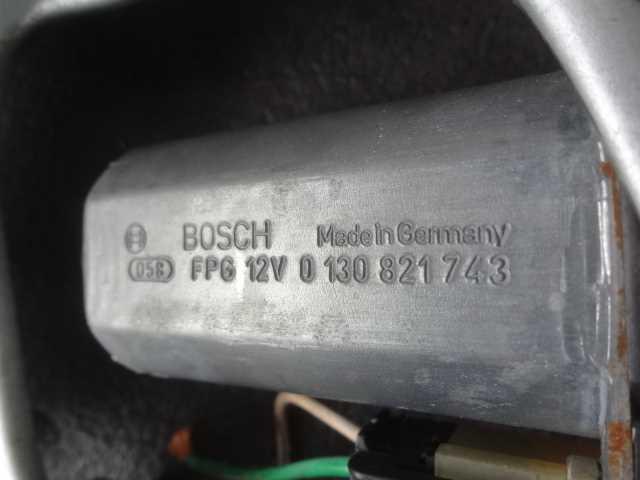 BOSCH Made in Germany
058 FPG 12V 0 130 821 743